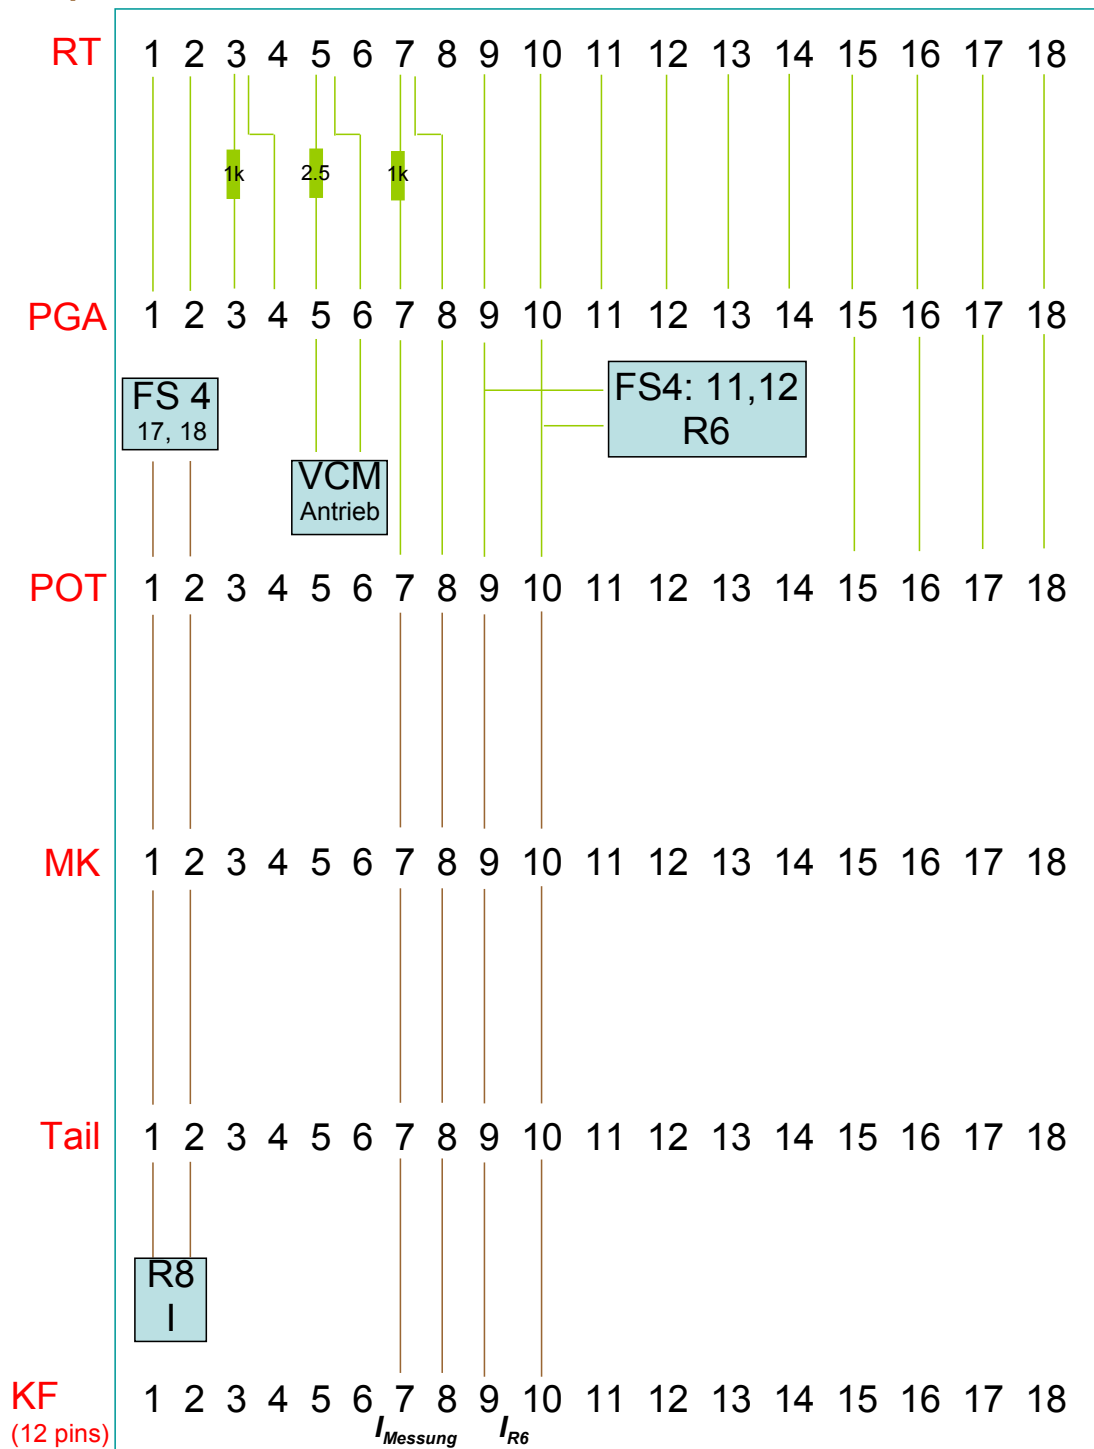 RT 1 2 3 4 5 6 7 8 9 10 11 12 13 14 15 16 17 18
1k 2.5 1k
PGA 1 2 3 4 5 6 7 8 9 10 11 12 13 14 15 16 17 18
FS 4
17, 18
VCM
Antrieb
FS4: 11,12
R6
POT 1 2 3 4 5 6 7 8 9 10 11 12 13 14 15 16 17 18
MK 1 2 3 4 5 6 7 8 9 10 11 12 13 14 15 16 17 18
Tail 1 2 3 4 5 6 7 8 9 10 11 12 13 14 15 16 17 18
R8
I
KF 1 2 3 4 5 6 7 8 9 10 11 12 13 14 15 16 17 18
(12 pins) IMessung IR6